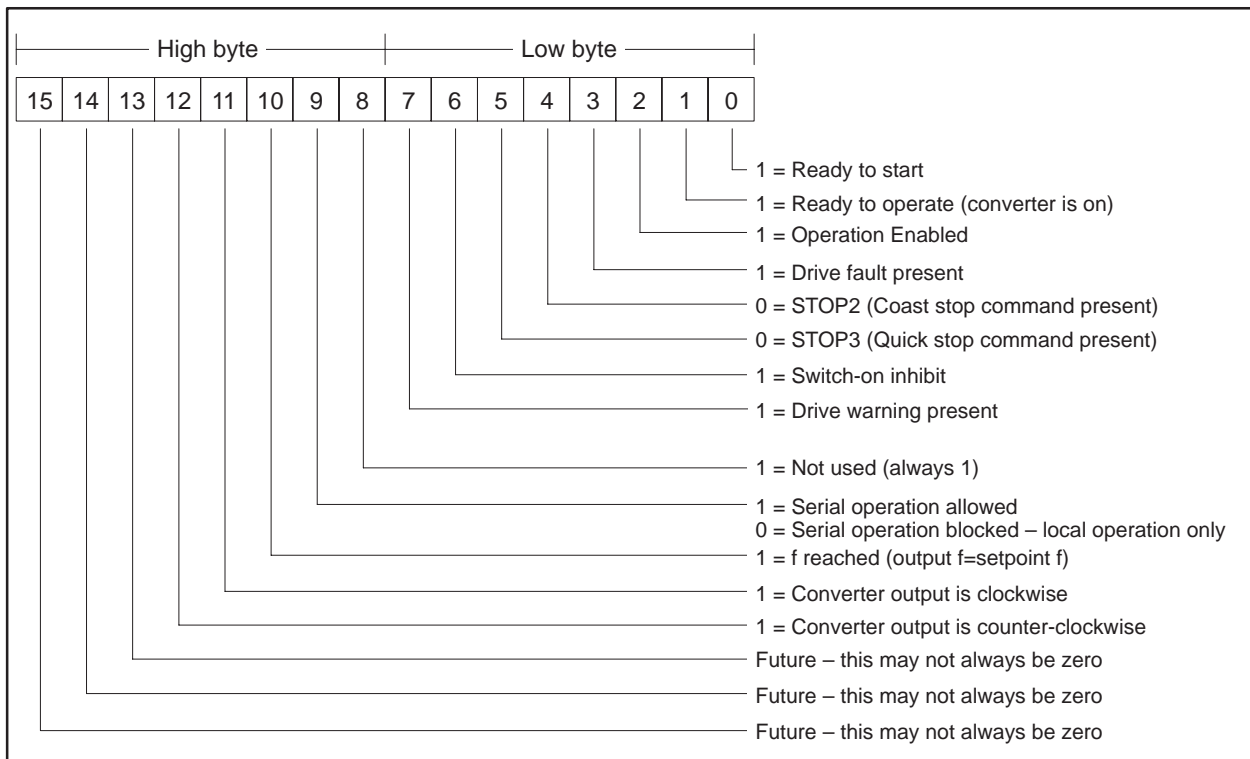 High byte Low byte
15 14 13 12 11 10 9 8 7 6 5 4 3 2 1 0
1 = Ready to start
1 = Ready to operate (converter is on)
1 = Operation Enabled
1 = Drive fault present
0 = STOP2 (Coast stop command present)
0 = STOP3 (Quick stop command present)
1 = Switch-on inhibit
1 = Drive warning present
1 = Not used (always 1)
1 = Serial operation allowed
0 = Serial operation blocked – local operation only
1 = f reached (output f=setpoint f)
1 = Converter output is clockwise
1 = Converter output is counter-clockwise
Future – this may not always be zero
Future – this may not always be zero
Future – this may not always be zero